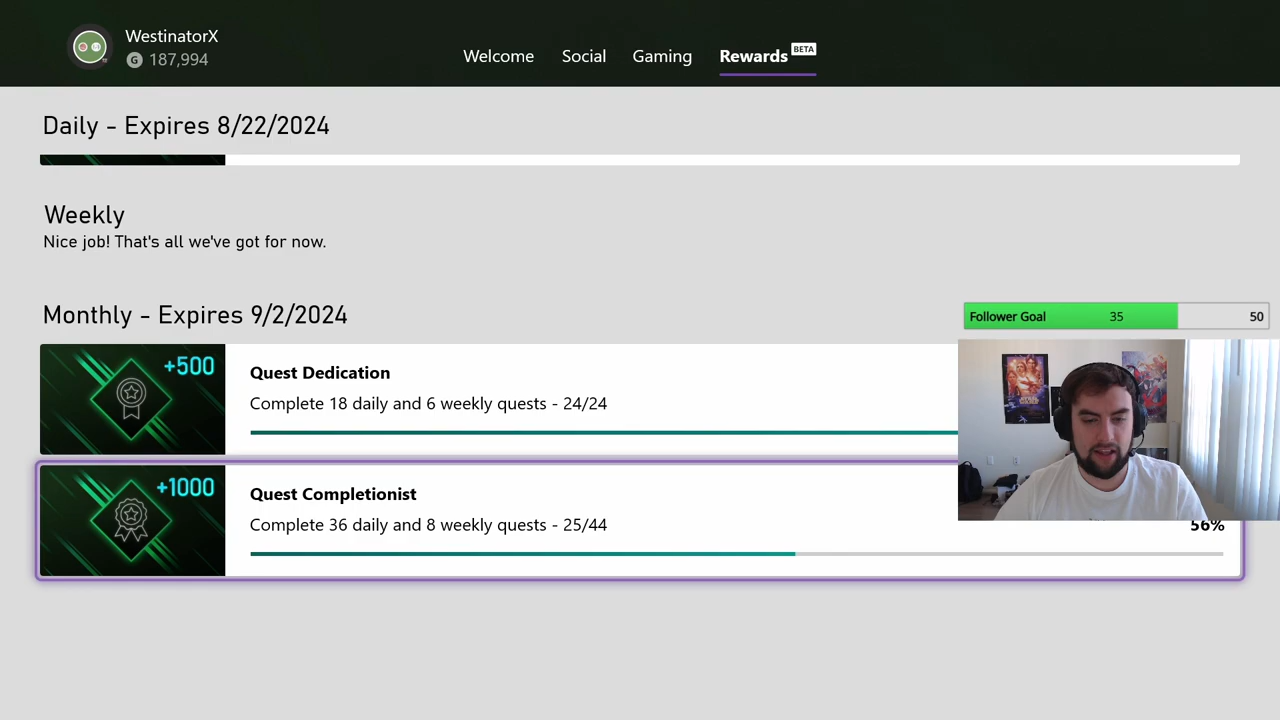 WestinatorX
G 187,994
Welcome
Social
Gaming
Rewards BETA
Daily - Expires 8/22/2024
Weekly
Nice job! That's all we've got for now.
Monthly - Expires 9/2/2024
Follower Goal 35 50
+500
Quest Dedication
Complete 18 daily and 6 weekly quests - 24/24
+1000
Quest Completionist
Complete 36 daily and 8 weekly quests - 25/44
56%
STAR WARS